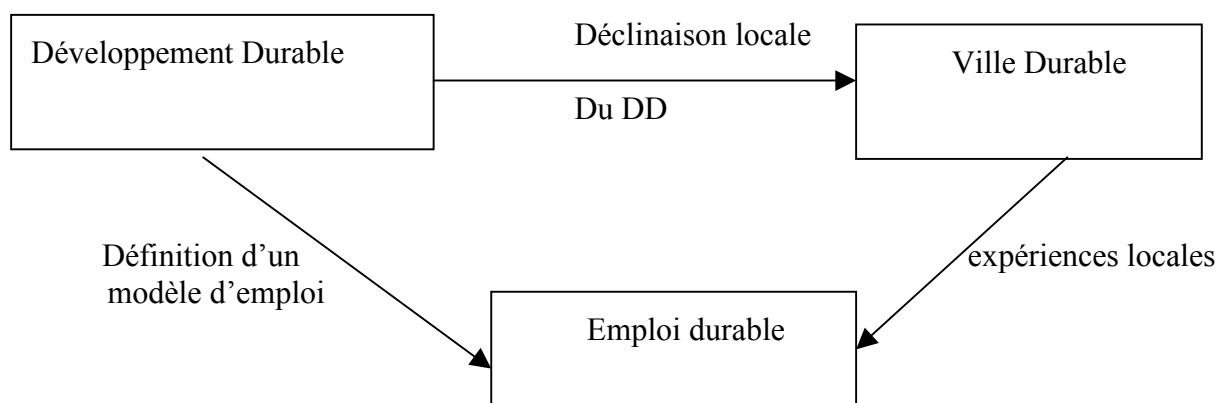 Développement Durable
Déclinaison locale
Du DD
Ville Durable
Définition d’un
modèle d’emploi
expériences locales
Emploi durable